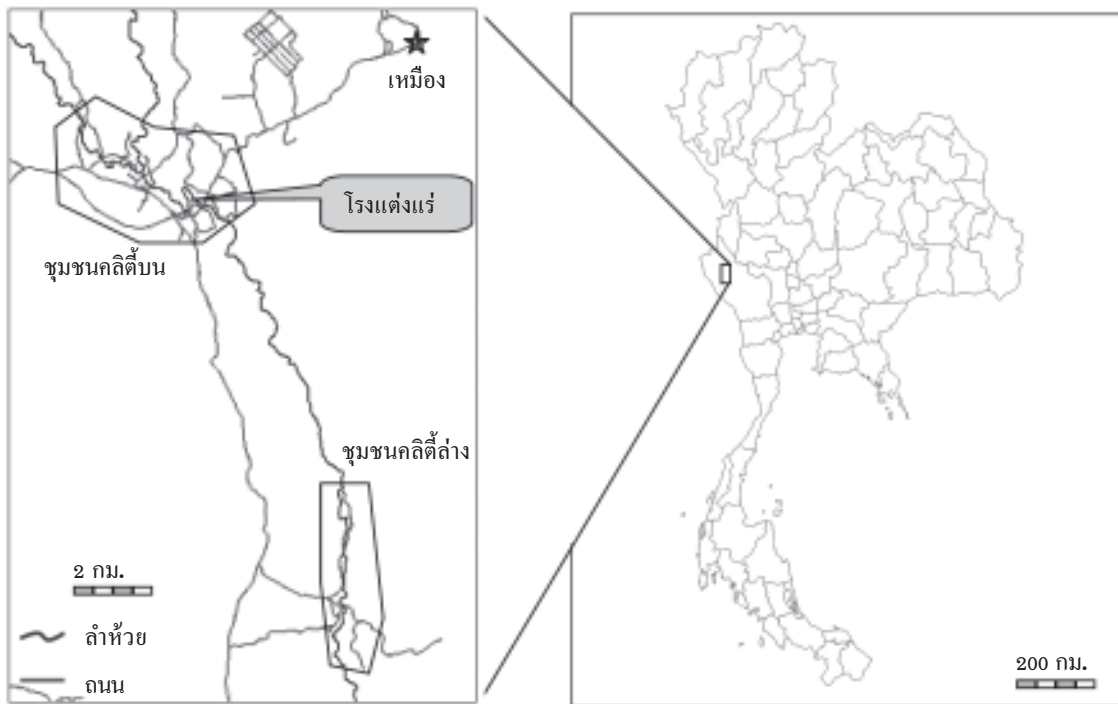 เหมือง
โรงแต่งแร่
ชุมชนคลิตี้บน
ชุมชนคลิตี้ล่าง
2 กม.
ลำห้วย
ถนน
200 กม.